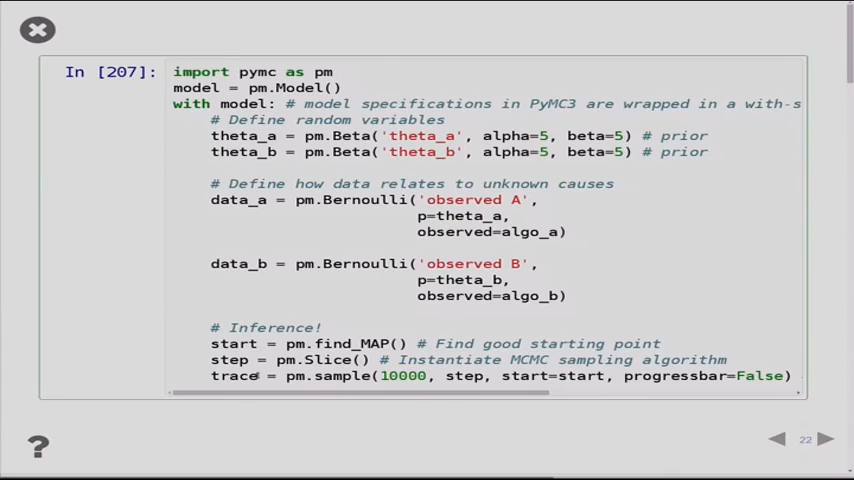 In [207]:
import pymc as pm
model = pm.Model()
with model: # model specifications in PyMC3 are wrapped in a with-s
# Define random variables
theta_a = pm.Beta('theta_a', alpha=5, beta=5) # prior
theta_b = pm.Beta('theta_b', alpha=5, beta=5) # prior
# Define how data relates to unknown causes
data_a = pm.Bernoulli('observed A',
p=theta_a,
observed=algo_a)
data_b = pm.Bernoulli('observed B',
p=theta_b,
observed=algo_b)
# Inference!
start = pm.find_MAP() # Find good starting point
step = pm.Slice() # Instantiate MCMC sampling algorithm
trace = pm.sample(10000, step, start=start, progressbar=False)
?
22